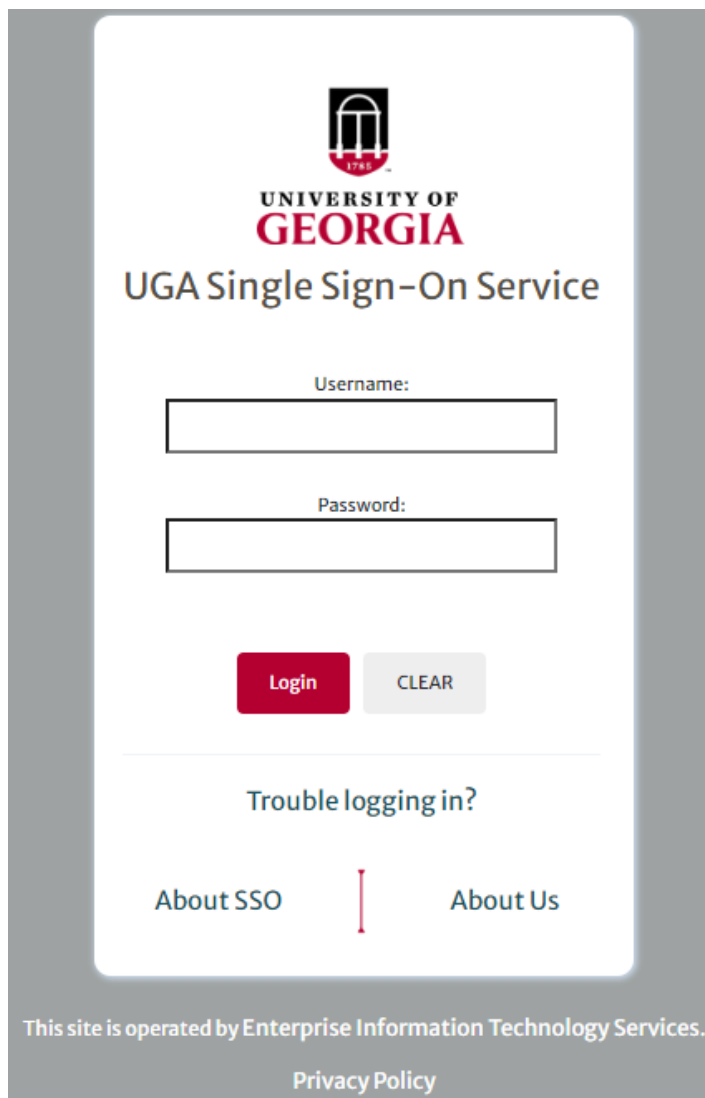 1785
UNIVERSITY OF
GEORGIA
UGA Single Sign-On Service
Username:
Password:
Login CLEAR
Trouble logging in?
About SSO About Us
This site is operated by Enterprise Information Technology Services.
Privacy Policy